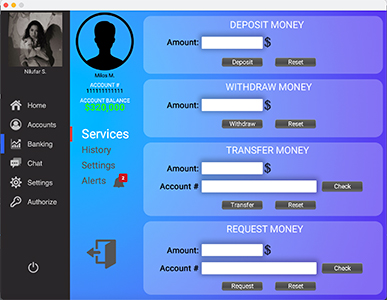 Nilufar S.
Home
Accounts
Banking
Chat
Settings
Authorize
Milos M.
ACCOUNT #
11111111111
ACCOUNT BALANCE
$320,000
Services
History
Settings
Alerts 2
DEPOSIT MONEY
Amount: $
Deposit Reset
WITHDRAW MONEY
Amount: $
Withdraw Reset
TRANSFER MONEY
Amount: $
Account # Check
Transfer Reset
REQUEST MONEY
Amount: $
Account # Check
Request Reset